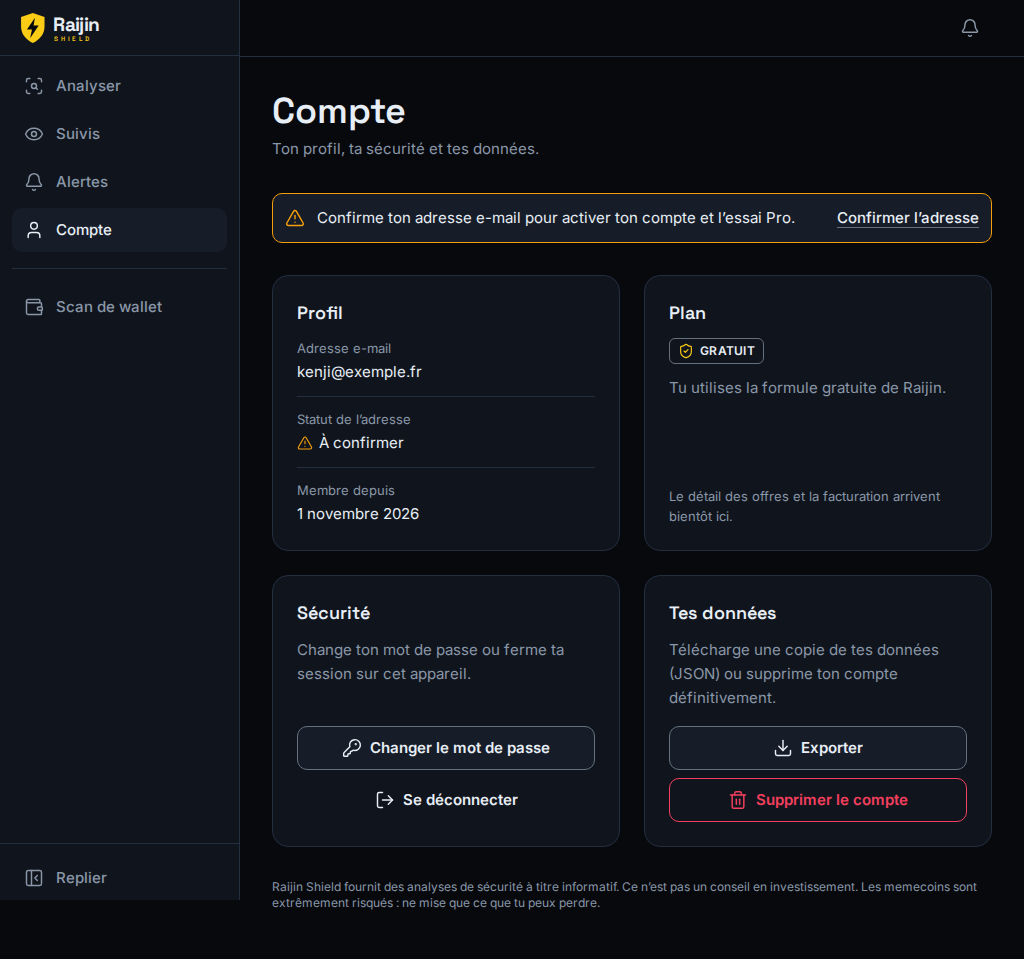 Raijin
SHIELD
Analyser
Suivis
Alertes
Compte
Scan de wallet
Replier
Compte
Ton profil, ta sécurité et tes données.
Confirme ton adresse e-mail pour activer ton compte et l’essai Pro.
Confirmer l’adresse
Profil
Adresse e-mail
kenji@exemple.fr
Statut de l’adresse
À confirmer
Membre depuis
1 novembre 2026
Plan
GRATUIT
Tu utilises la formule gratuite de Raijin.
Le détail des offres et la facturation arrivent
bientôt ici.
Sécurité
Change ton mot de passe ou ferme ta
session sur cet appareil.
Changer le mot de passe
Se déconnecter
Tes données
Télécharge une copie de tes données
(JSON) ou supprime ton compte
définitivement.
Exporter
Supprimer le compte
Raijin Shield fournit des analyses de sécurité à titre informatif. Ce n’est pas un conseil en investissement. Les memecoins sont
extrêmement risqués : ne mise que ce que tu peux perdre.